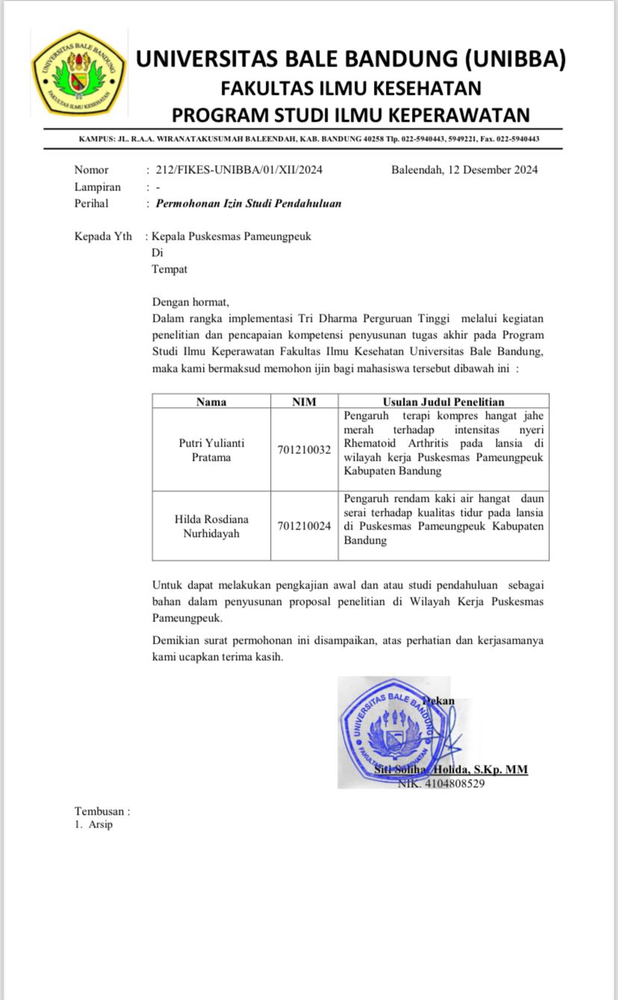 UNIVERSITAS BALE BANDUNG
FAKULTAS ILMU KESEHATAN
UNIVERSITAS BALE BANDUNG (UNIBBA)
FAKULTAS ILMU KESEHATAN
PROGRAM STUDI ILMU KEPERAWATAN
KAMPUS: JL. R.A.A. WIRANATAKUSUMAH BALEENDAH, KAB. BANDUNG 40258 Tlp. 022-5940443, 5949221, Fax. 022-5940443
Nomor : 212/FIKES-UNIBBA/01/XII/2024 Baleendah, 12 Desember 2024
Lampiran : -
Perihal : Permohonan Izin Studi Pendahuluan
Kepada Yth : Kepala Puskesmas Pameungpeuk
Di
Tempat
Dengan hormat,
Dalam rangka implementasi Tri Dharma Perguruan Tinggi melalui kegiatan
penelitian dan pencapaian kompetensi penyusunan tugas akhir pada Program
Studi Ilmu Keperawatan Fakultas Ilmu Kesehatan Universitas Bale Bandung,
maka kami bermaksud memohon ijin bagi mahasiswa tersebut dibawah ini :
Nama NIM Usulan Judul Penelitian
Putri Yulianti
Pratama
701210032
Pengaruh terapi kompres hangat jahe
merah terhadap intensitas nyeri
Rhematoid Arthritis pada lansia di
wilayah kerja Puskesmas Pameungpeuk
Kabupaten Bandung
Hilda Rosdiana
Nurhidayah
701210024
Pengaruh rendam kaki air hangat daun
serai terhadap kualitas tidur pada lansia
di Puskesmas Pameungpeuk Kabupaten
Bandung
Untuk dapat melakukan pengkajian awal dan atau studi pendahuluan sebagai
bahan dalam penyusunan proposal penelitian di Wilayah Kerja Puskesmas
Pameungpeuk.
Demikian surat permohonan ini disampaikan, atas perhatian dan kerjasamanya
kami ucapkan terima kasih.
Dekan
UNIVERSITAS BALE BANDUNG
Siti Soliha Holida, S.Kp. MM
NIK. 4104808529
Tembusan :
1. Arsip